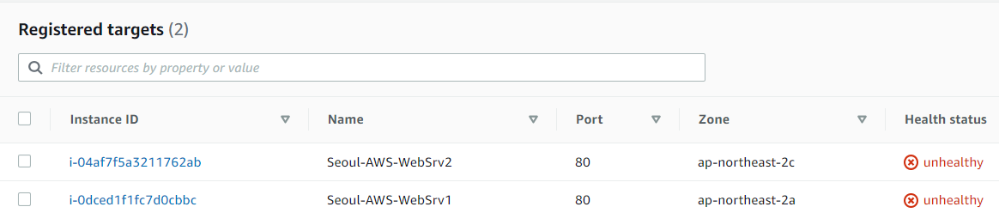 Registered targets (2)
Filter resources by property or value
Instance ID Name Port Zone Health status
i-04af7f5a3211762ab Seoul-AWS-WebSrv2 80 ap-northeast-2c unhealthy
i-0dced1f1fc7d0cbbc Seoul-AWS-WebSrv1 80 ap-northeast-2a unhealthy